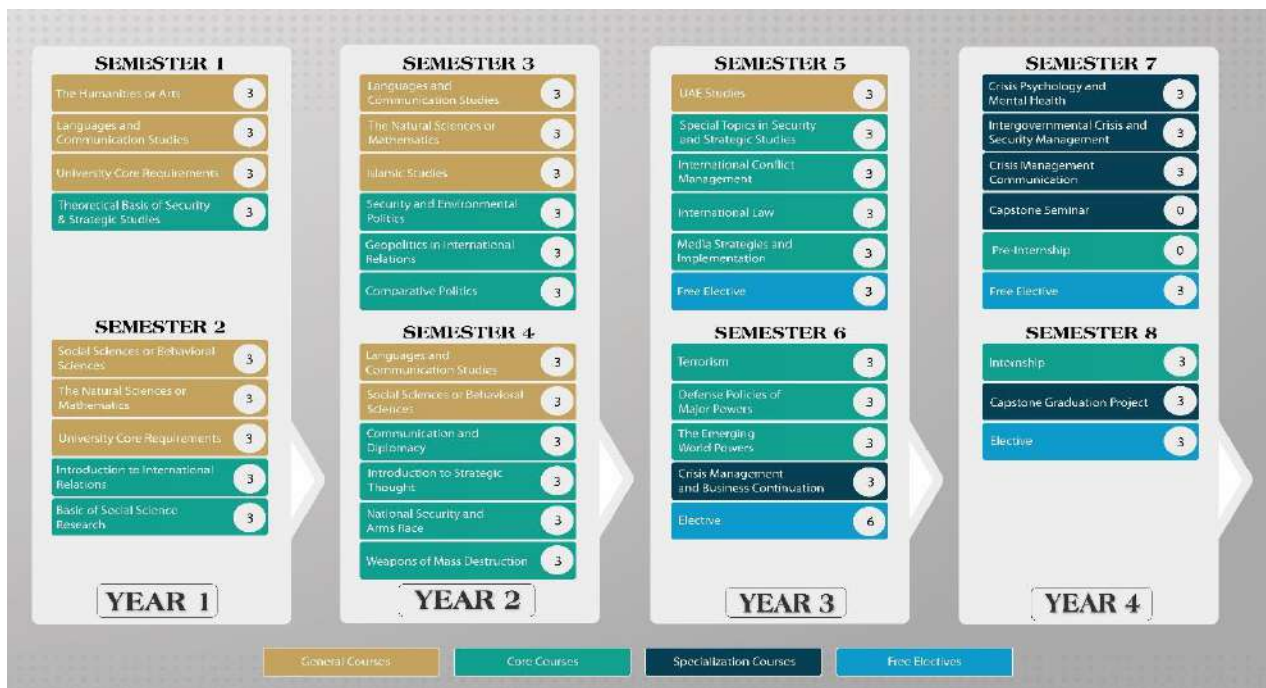 SEMESTER 1
The Humanities or Arts
3
Languages and
Communication Studies
3
University Core Requirements
3
Theoretical Basis of Security
& Strategic Studies
3
SEMESTER 2
Social Sciences or Behavioral
Sciences
3
The Natural Sciences or
Mathematics
3
University Core Requirements
3
Introduction to International
Relations
3
Basic of Social Science
Research
3
YEAR 1
SEMESTER 3
Languages and
Communication Studies
3
The Natural Sciences or
Mathematics
3
Islamic Studies
3
Security and Environmental
Politics
3
Geopolitics in International
Relations
3
Comparative Politics
3
SEMESTER 4
Languages and
Communication Studies
3
Social Sciences or Behavioral
Sciences
3
Communication and
Diplomacy
3
Introduction to Strategic
Thought
3
National Security and
Arms Race
3
Weapons of Mass Destruction
3
YEAR 2
SEMESTER 5
UAE Studies
3
Special Topics in Security
and Strategic Studies
3
International Conflict
Management
3
International Law
3
Media Strategies and
Implementation
3
Free Elective
3
SEMESTER 6
Terrorism
3
Defense Policies of
Major Powers
3
The Emerging
World Powers
3
Crisis Management
and Business Continuation
3
Elective
6
YEAR 3
SEMESTER 7
Crisis Psychology and
Mental Health
3
Intergovernmental Crisis and
Security Management
3
Crisis Management
Communication
3
Capstone Seminar
0
Pre-Internship
0
Free Elective
3
SEMESTER 8
Internship
3
Capstone Graduation Project
3
Elective
3
YEAR 4
General Courses
Core Courses
Specialization Courses
Free Electives